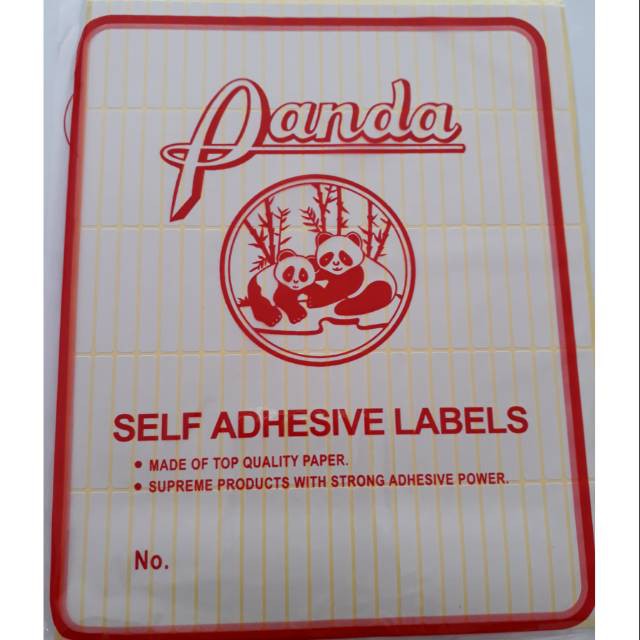 Panda
SELF ADHESIVE LABELS
• MADE OF TOP QUALITY PAPER.
• SUPREME PRODUCTS WITH STRONG ADHESIVE POWER.
No.